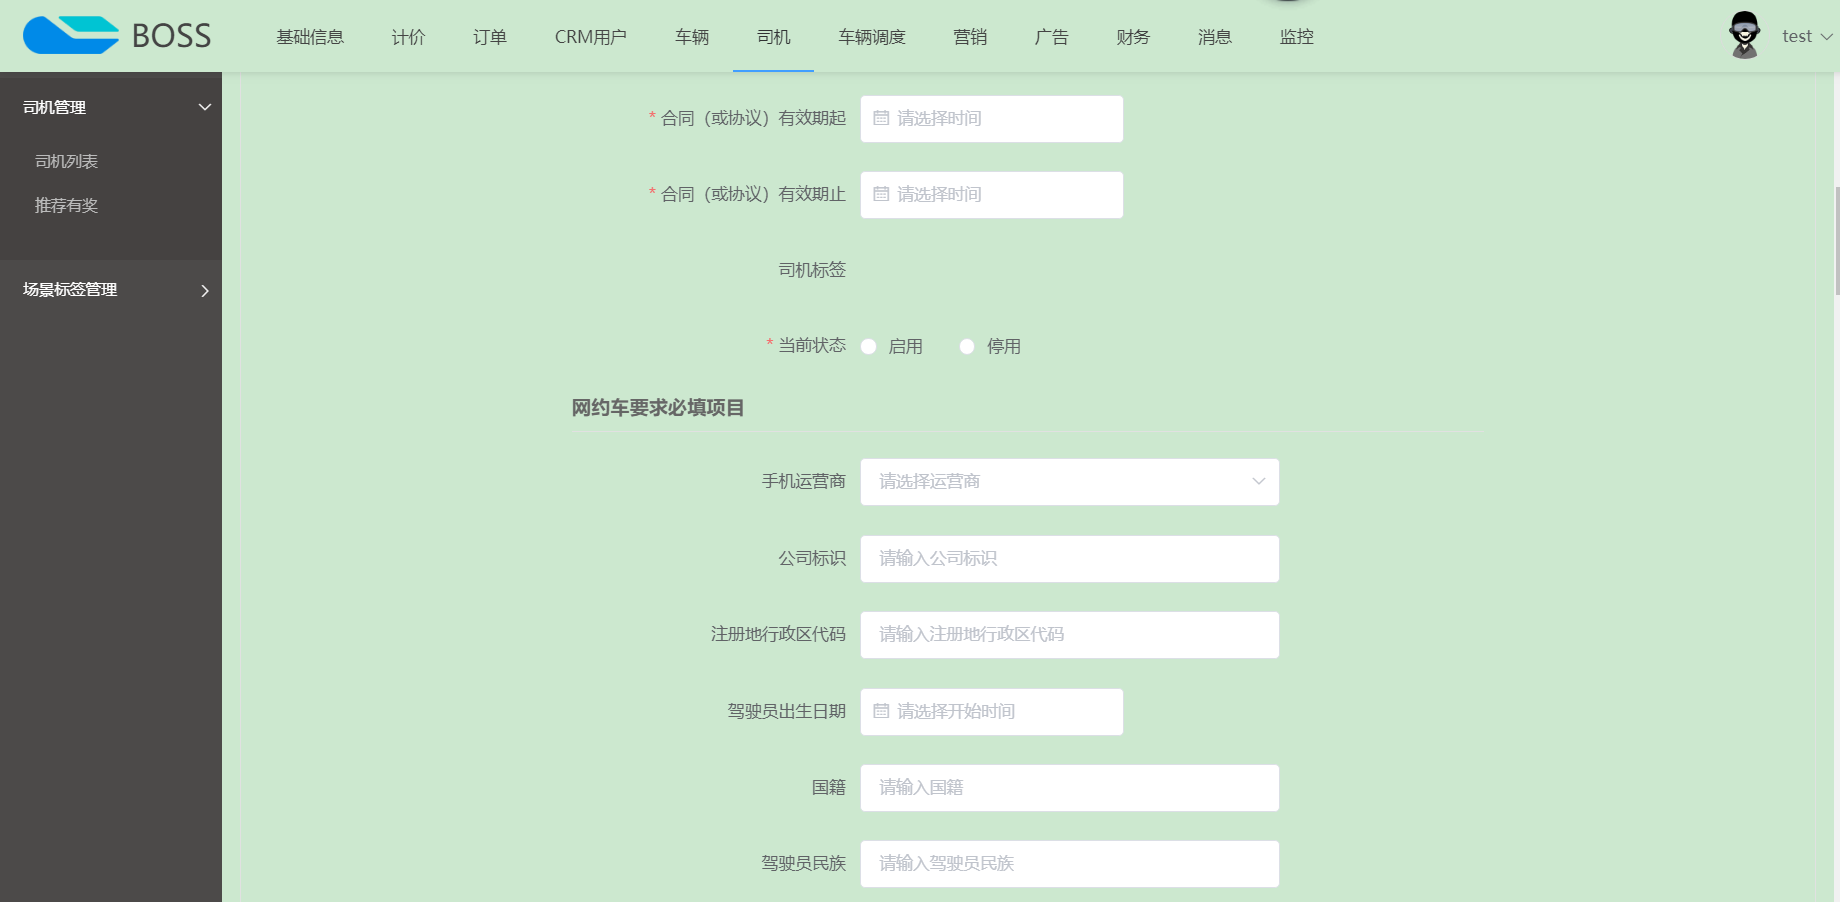 BOSS
基础信息 计价 订单 CRM用户 车辆 司机 车辆调度 营销 广告 财务 消息 监控 test
司机管理
司机列表
推荐有奖
场景标签管理
* 合同（或协议）有效期起 请选择时间
* 合同（或协议）有效期止 请选择时间
司机标签
* 当前状态 启用 停用
网约车要求必填项目
手机运营商 请选择运营商
公司标识 请输入公司标识
注册地行政区代码 请输入注册地行政区代码
驾驶员出生日期 请选择开始时间
国籍 请输入国籍
驾驶员民族 请输入驾驶员民族